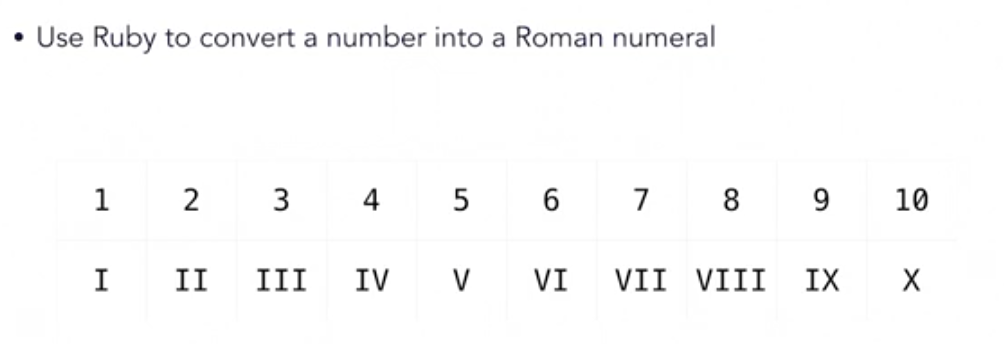 • Use Ruby to convert a number into a Roman numeral
1 2 3 4 5 6 7 8 9 10
I II III IV V VI VII VIII IX X